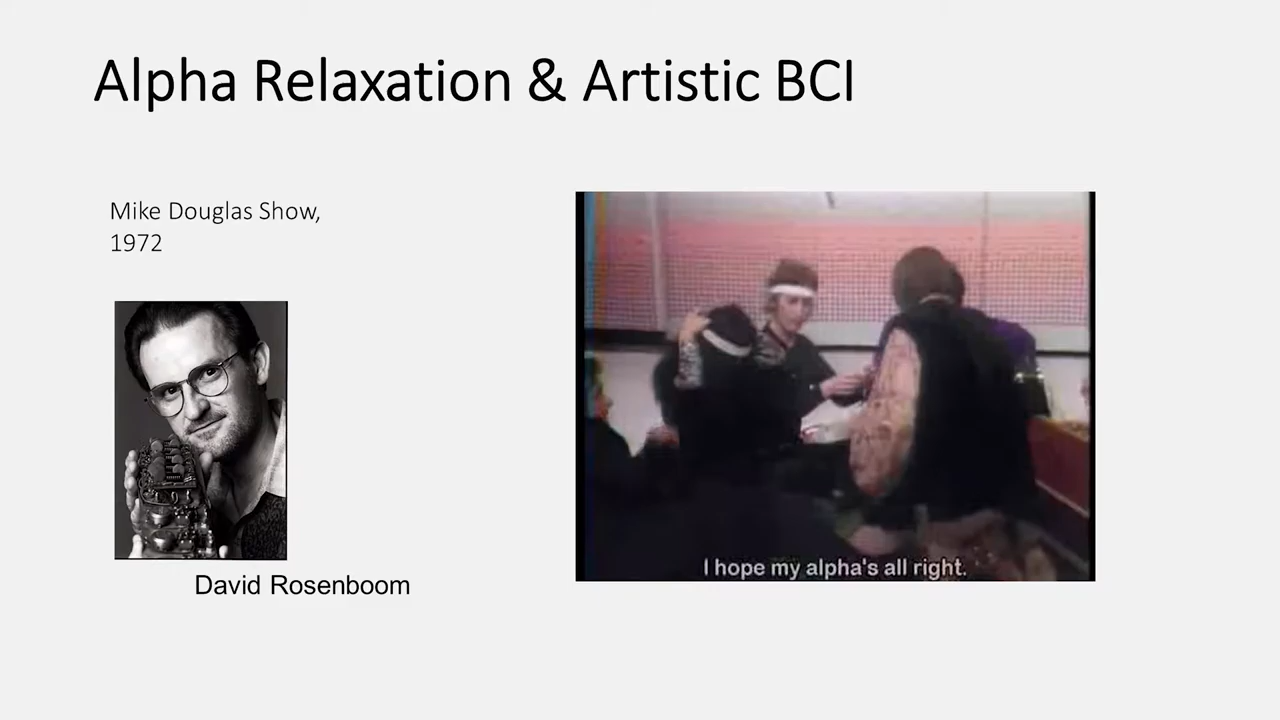 Alpha Relaxation & Artistic BCI
Mike Douglas Show,
1972
David Rosenboom
I hope my alpha's all right.